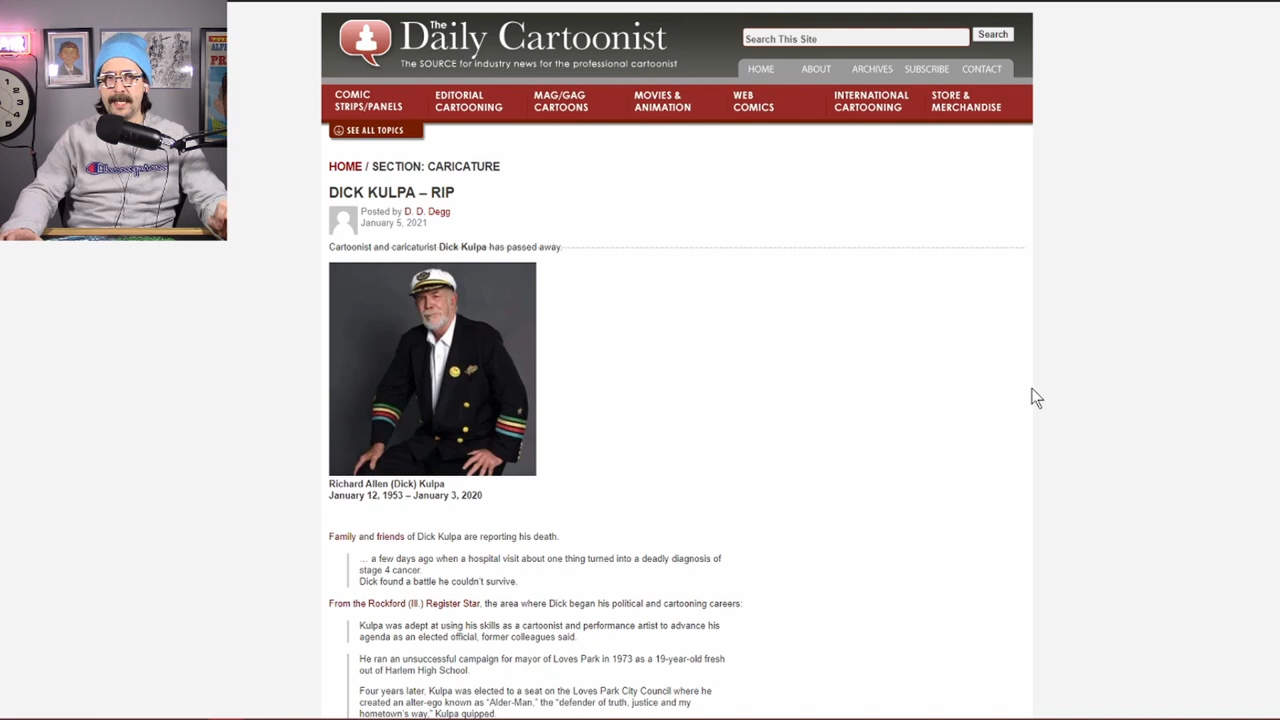 The
Daily Cartoonist
The SOURCE for industry news for the professional cartoonist
Search This Site
Search
HOME ABOUT ARCHIVES SUBSCRIBE CONTACT
COMIC STRIPS/PANELS
EDITORIAL CARTOONING
MAG/GAG CARTOONS
MOVIES & ANIMATION
WEB COMICS
INTERNATIONAL CARTOONING
STORE & MERCHANDISE
SEE ALL TOPICS
HOME / SECTION: CARICATURE
DICK KULPA – RIP
Posted by D. D. Degg
January 5, 2021
Cartoonist and caricaturist Dick Kulpa has passed away.
Richard Allen (Dick) Kulpa
January 12, 1953 – January 3, 2020
Family and friends of Dick Kulpa are reporting his death.
… a few days ago when a hospital visit about one thing turned into a deadly diagnosis of
stage 4 cancer.
Dick found a battle he couldn't survive.
From the Rockford (Ill.) Register Star, the area where Dick began his political and cartooning careers:
Kulpa was adept at using his skills as a cartoonist and performance artist to advance his
agenda as an elected official, former colleagues said.
He ran an unsuccessful campaign for mayor of Loves Park in 1973 as a 19-year-old fresh
out of Harlem High School.
Four years later, Kulpa was elected to a seat on the Loves Park City Council where he
created an alter-ego known as "Alder-Man," the "defender of truth, justice and my
hometown's way," Kulpa quipped.
Champion